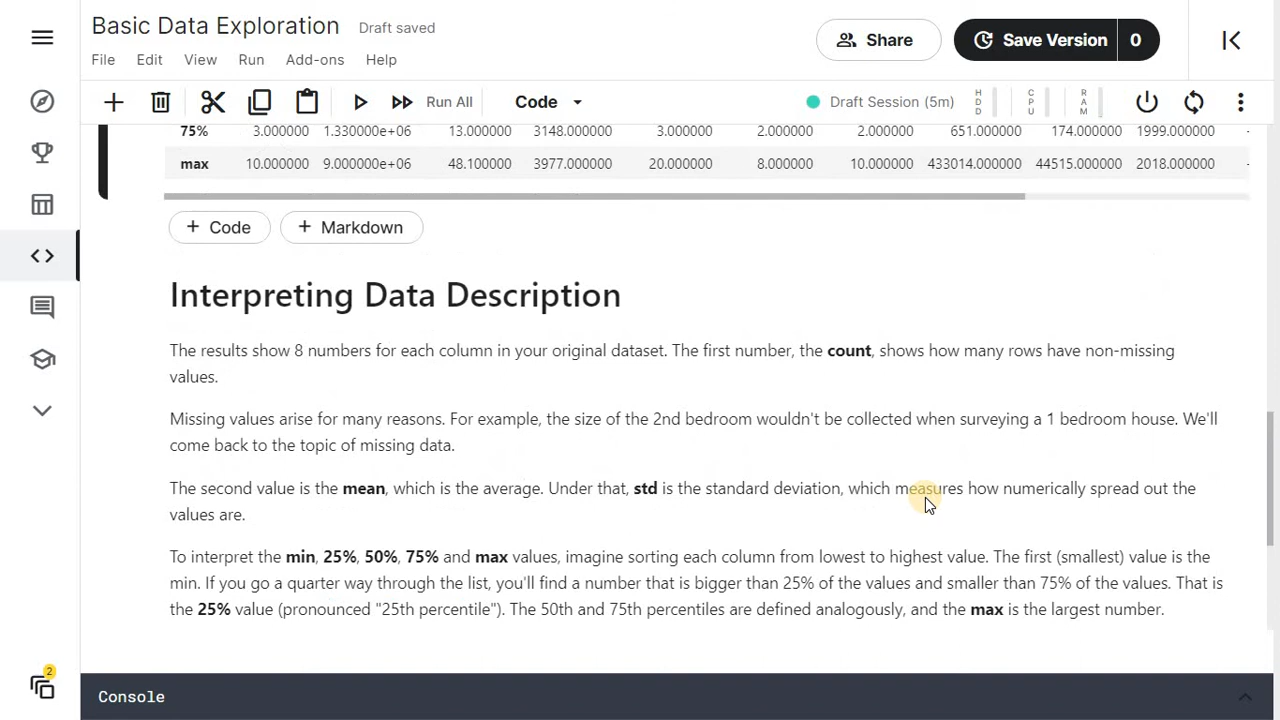 Basic Data Exploration Draft saved
Share
Save Version 0
File Edit View Run Add-ons Help
Run All
Code
Draft Session (5m)
HDD
CPU
RAM
75% 3.000000 1.330000e+06 13.000000 3148.000000 3.000000 2.000000 2.000000 651.000000 174.000000 1999.000000 -
max 10.000000 9.000000e+06 48.100000 3977.000000 20.000000 8.000000 10.000000 433014.000000 44515.000000 2018.000000 -
+ Code + Markdown
Interpreting Data Description
The results show 8 numbers for each column in your original dataset. The first number, the count, shows how many rows have non-missing
values.
Missing values arise for many reasons. For example, the size of the 2nd bedroom wouldn't be collected when surveying a 1 bedroom house. We'll
come back to the topic of missing data.
The second value is the mean, which is the average. Under that, std is the standard deviation, which measures how numerically spread out the
values are.
To interpret the min, 25%, 50%, 75% and max values, imagine sorting each column from lowest to highest value. The first (smallest) value is the
min. If you go a quarter way through the list, you'll find a number that is bigger than 25% of the values and smaller than 75% of the values. That is
the 25% value (pronounced "25th percentile"). The 50th and 75th percentiles are defined analogously, and the max is the largest number.
2
Console